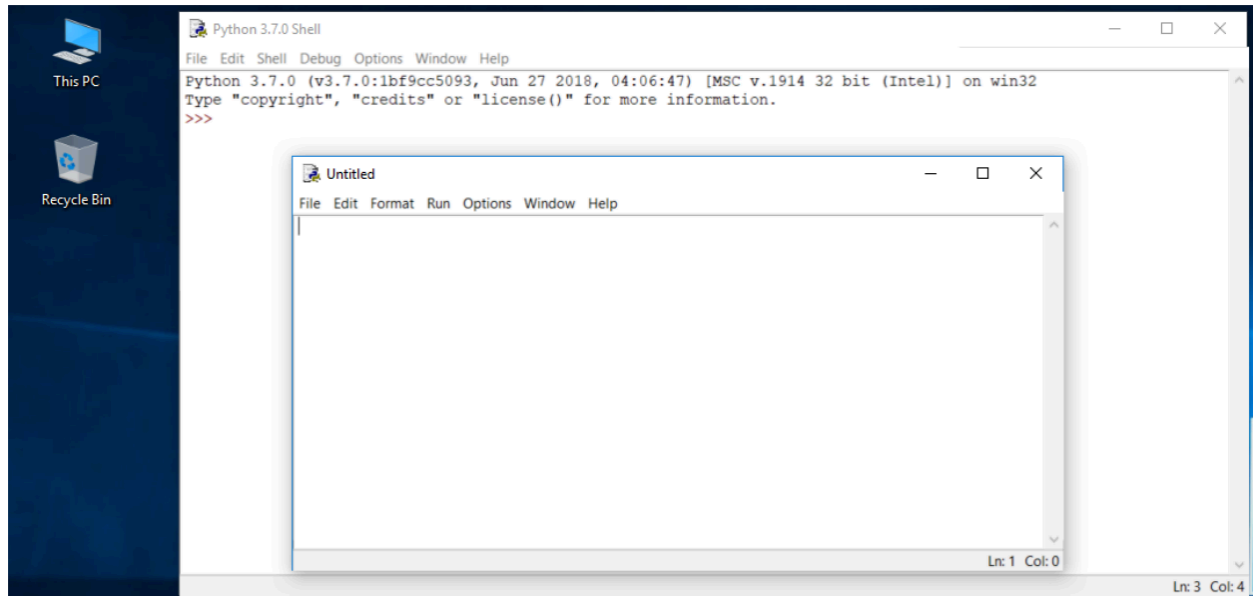 This PC
Recycle Bin
Python 3.7.0 Shell
File Edit Shell Debug Options Window Help
Python 3.7.0 (v3.7.0:1bf9cc5093, Jun 27 2018, 04:06:47) [MSC v.1914 32 bit (Intel)] on win32
Type "copyright", "credits" or "license()" for more information.
>>>
Untitled
File Edit Format Run Options Window Help
Ln: 1 Col: 0
Ln: 3 Col: 4